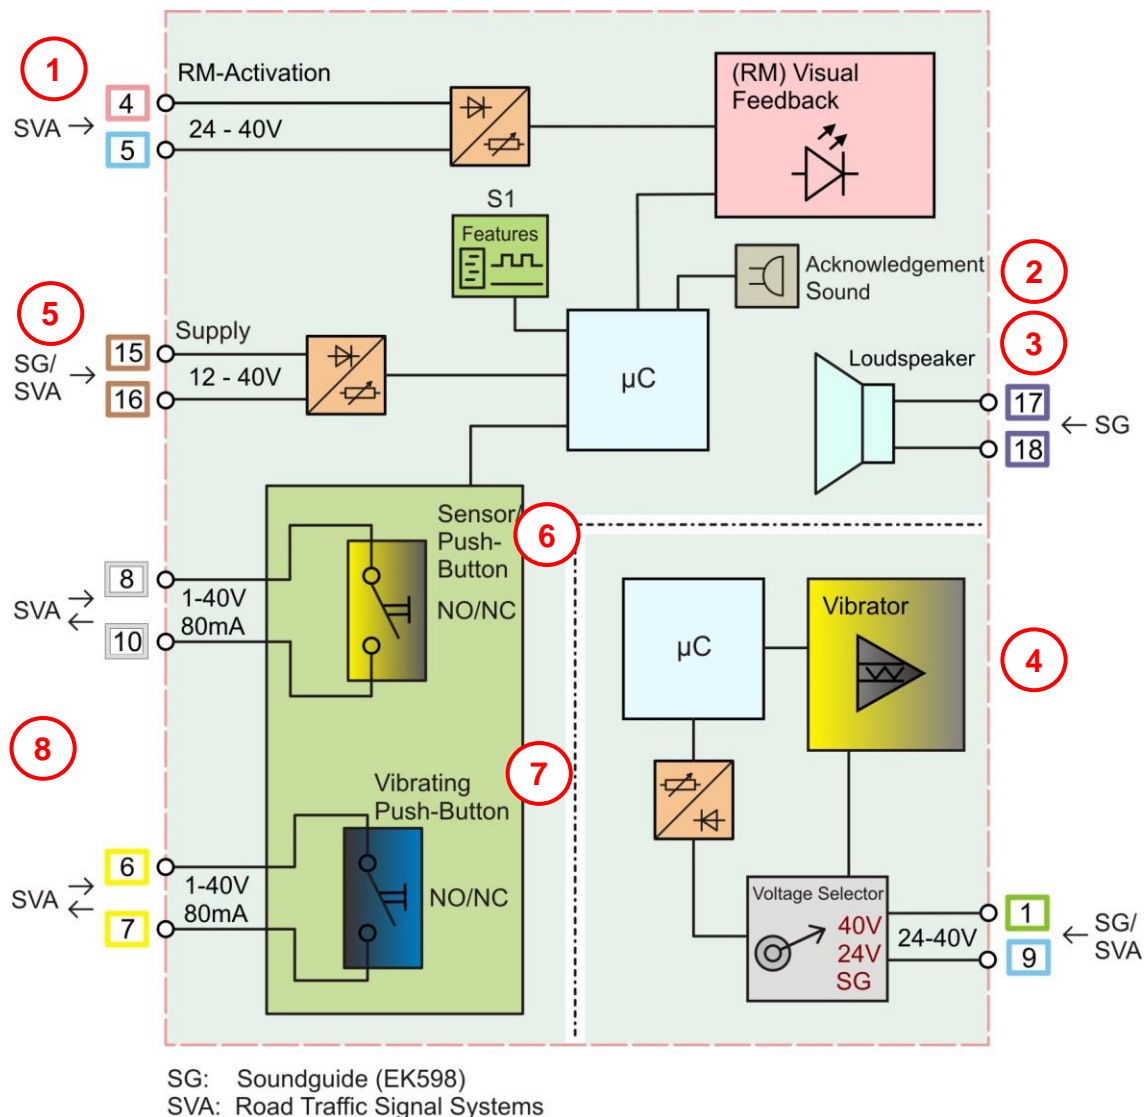 1
RM-Activation
4
SVA →
24 - 40V
5
(RM) Visual
Feedback
S1
Features
Acknowledgement
Sound
2
5
Supply
15
SG/
SVA →
12 - 40V
16
µC
3
Loudspeaker
17
← SG
18
Sensor/
Push-
Button
6
8
1-40V
SVA
80mA
10
NO/NC
µC
Vibrator
4
8
7
Vibrating
Push-Button
6
1-40V
SVA
80mA
7
NO/NC
Voltage Selector
40V
24V
SG
1
24-40V
9
← SG/
SVA
SG: Soundguide (EK598)
SVA: Road Traffic Signal Systems